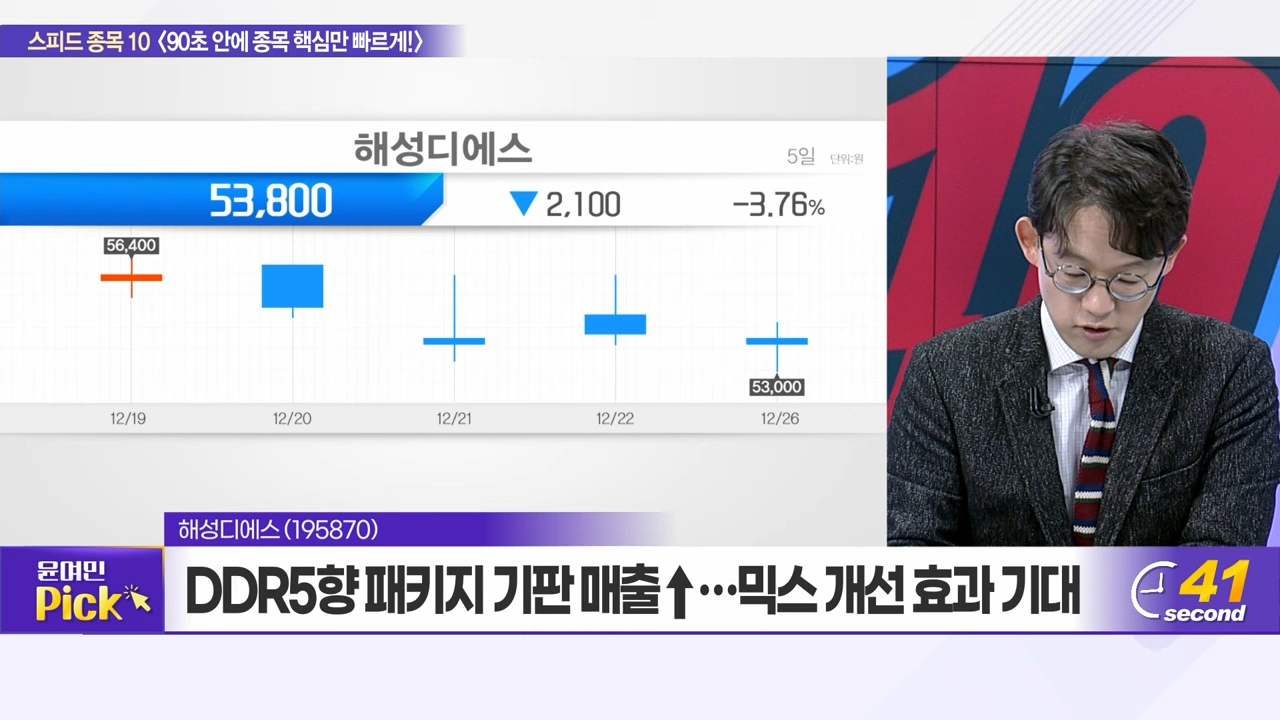 스피드 종목 10 〈90초 안에 종목 핵심만 빠르게!〉
해성디에스
5일 단위:원
53,800 ▼ 2,100 -3.76%
56,400
53,000
12/19 12/20 12/21 12/22 12/26
해성디에스 (195870)
윤여민
Pick
DDR5향 패키지 기판 매출↑…믹스 개선 효과 기대
41
second
10